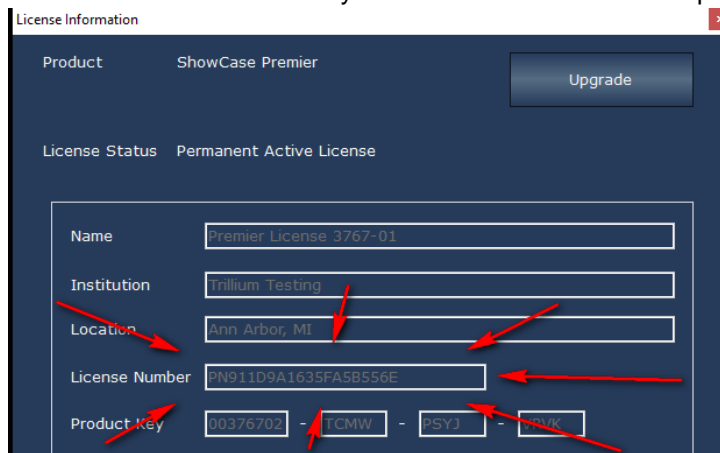 License Information
Product ShowCase Premier
Upgrade
License Status Permanent Active License
Name Premier License 3767-01
Institution Trillium Testing
Location Ann Arbor, MI
License Number PN911D9A1635FA5B556E
Product Key 00376702 - TCMW - PSYJ -